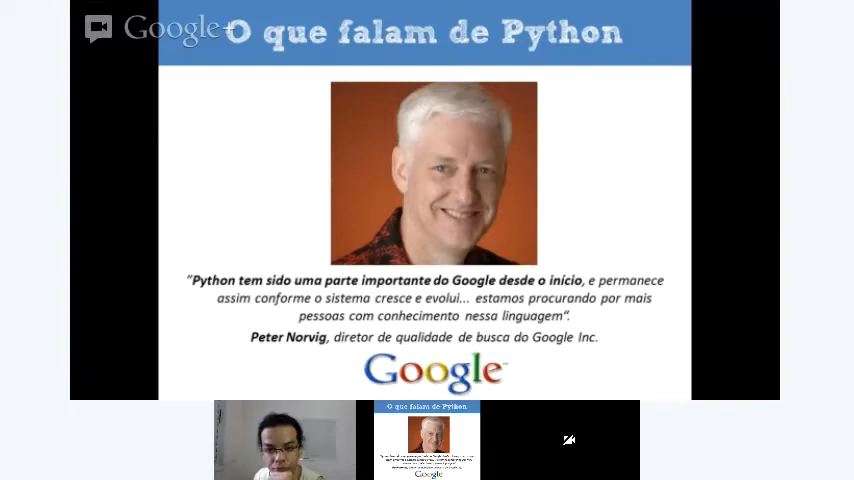 Google+
O que falam de Python
“Python tem sido uma parte importante do Google desde o início, e permanece
assim conforme o sistema cresce e evolui... estamos procurando por mais
pessoas com conhecimento nessa linguagem“.
Peter Norvig, diretor de qualidade de busca do Google Inc.
Google™
O que falam de Python
Google